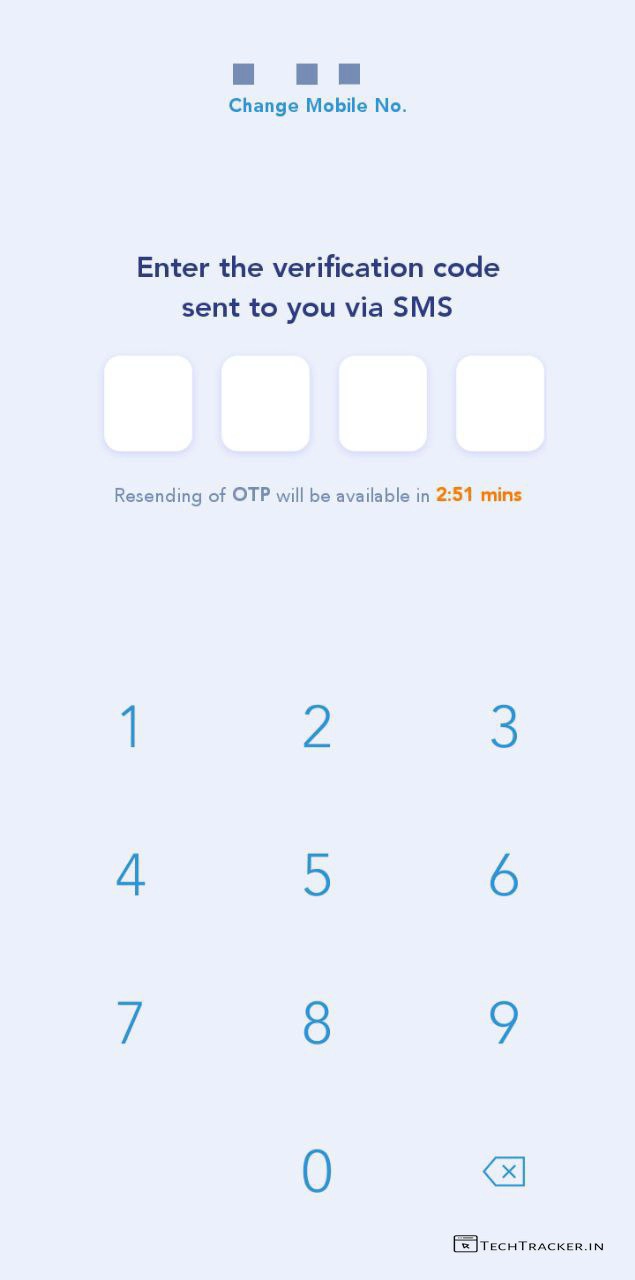 Change Mobile No.
Enter the verification code
sent to you via SMS
Resending of OTP will be available in 2:51 mins
1 2 3
4 5 6
7 8 9
0
TECHTRACKER.IN